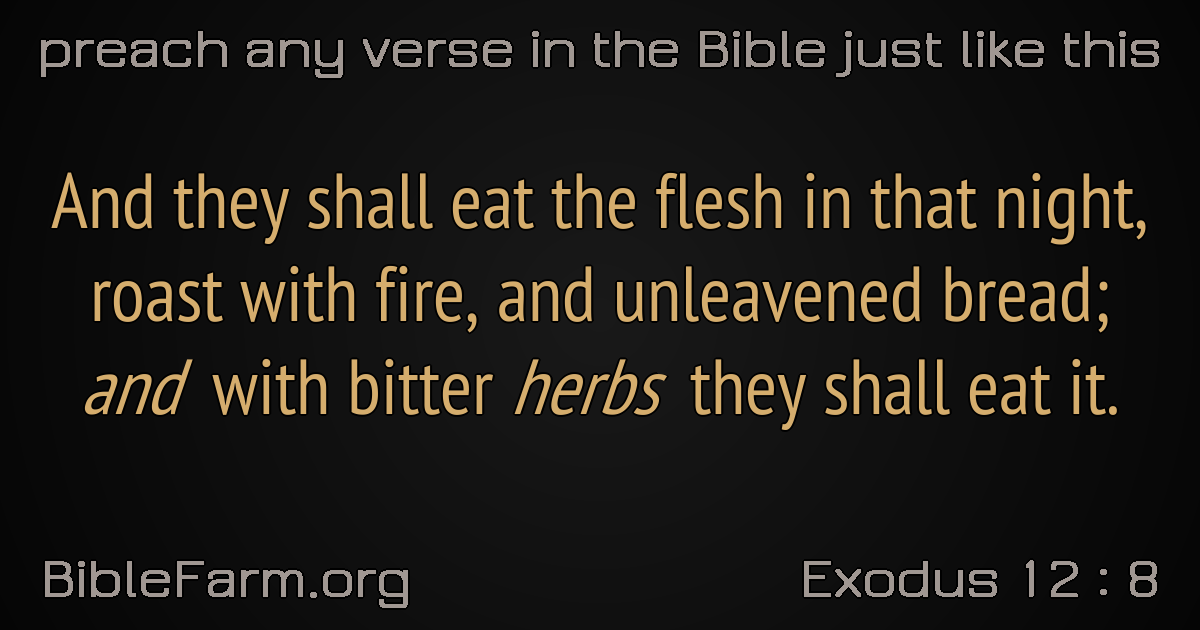 preach any verse in the Bible just like this
And they shall eat the flesh in that night,
roast with fire, and unleavened bread;
and with bitter herbs they shall eat it.
BibleFarm.org
Exodus 12 : 8